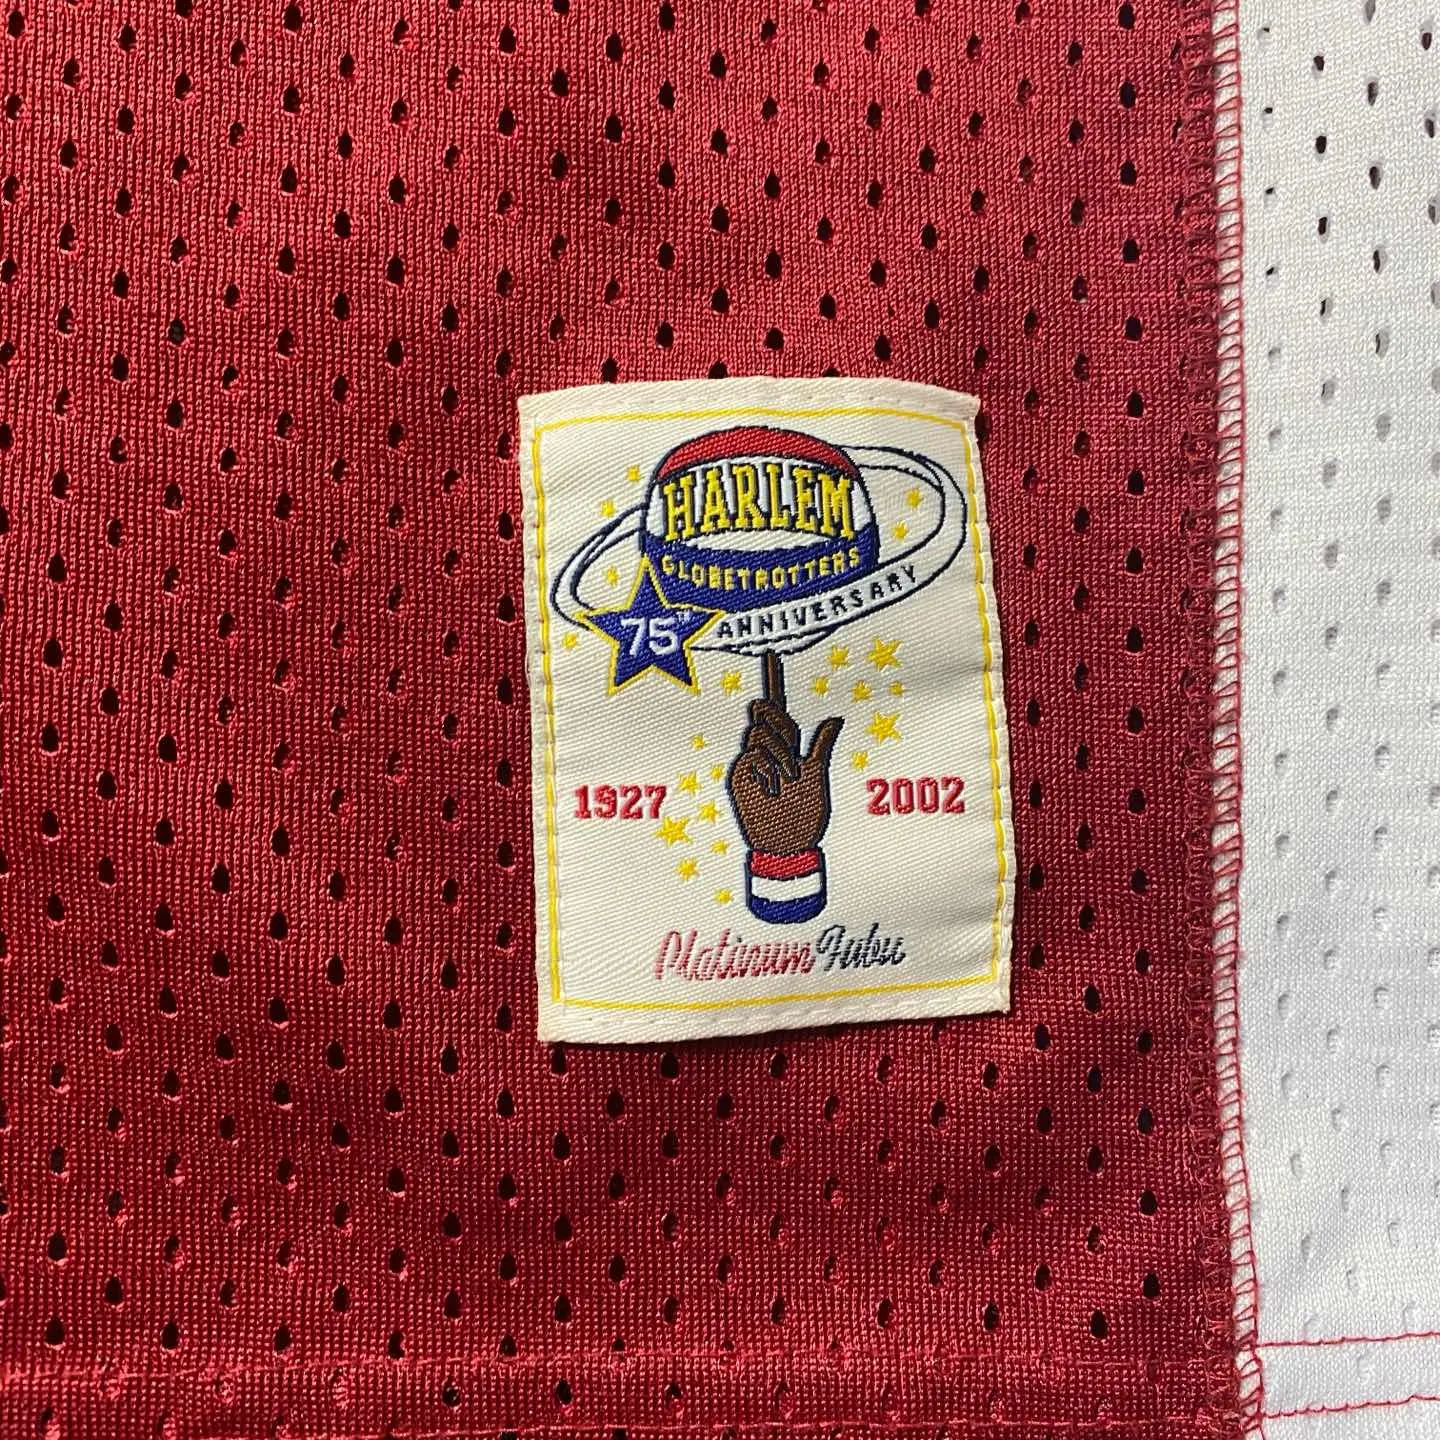 HARLEM
GLOBETROTTERS
75TH ANNIVERSARY
1927 2002
Platinum Fubu